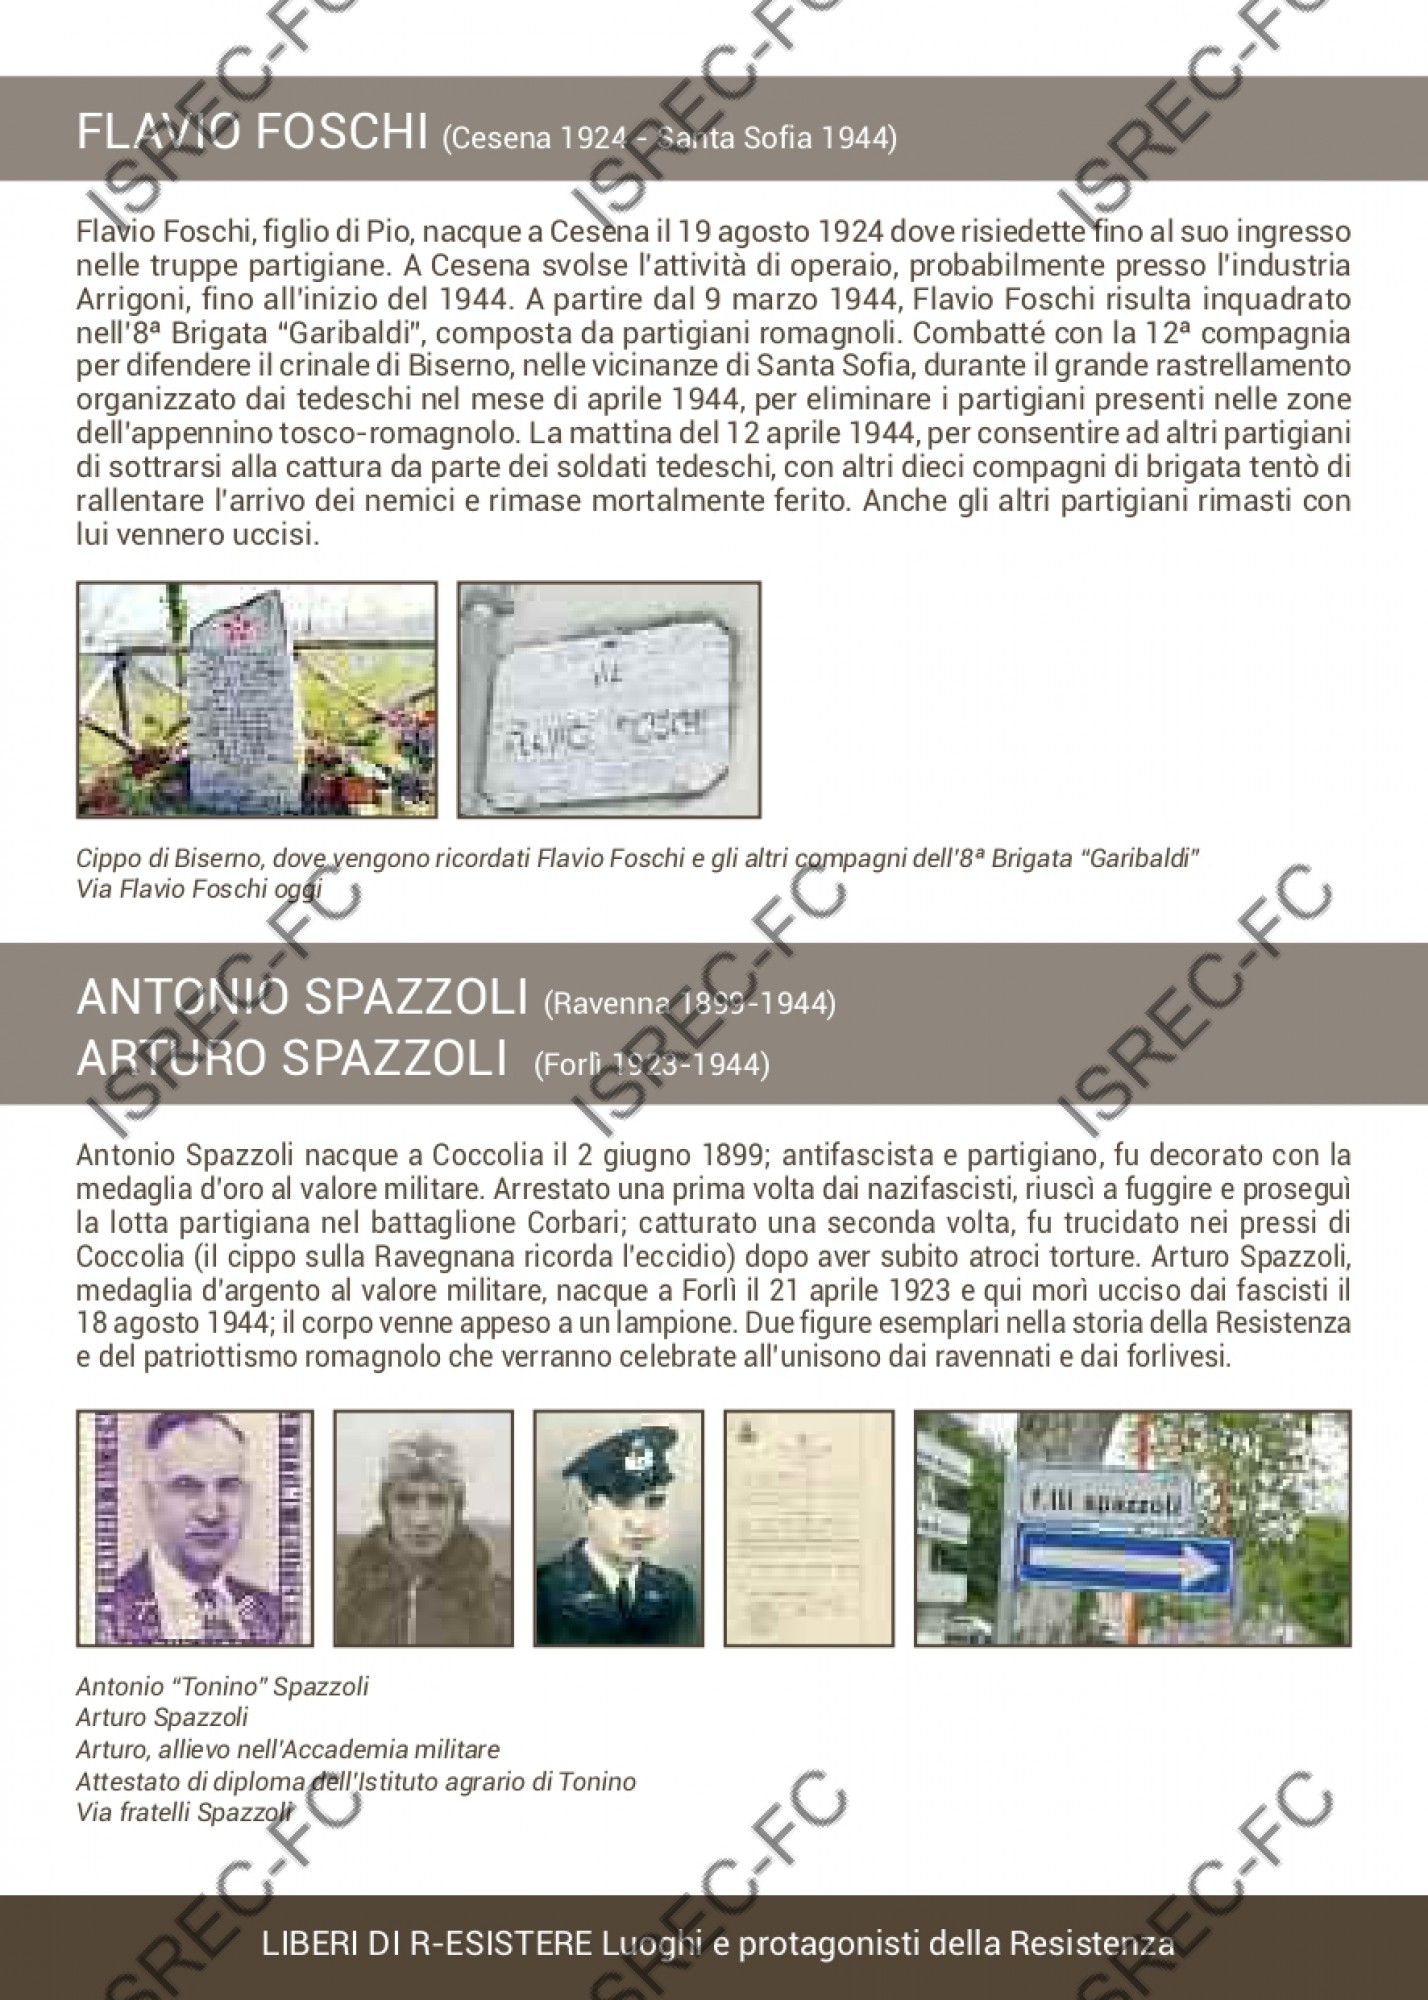 FLAVIO FOSCHI (Cesena 1924 - Santa Sofia 1944)
Flavio Foschi, figlio di Pio, nacque a Cesena il 19 agosto 1924 dove risiedette fino al suo ingresso
nelle truppe partigiane. A Cesena svolse l'attività di operaio, probabilmente presso l'industria
Arrigoni, fino all'inizio del 1944. A partire dal 9 marzo 1944, Flavio Foschi risulta inquadrato
nell'8ª Brigata “Garibaldi”, composta da partigiani romagnoli. Combatté con la 12ª compagnia
per difendere il crinale di Biserno, nelle vicinanze di Santa Sofia, durante il grande rastrellamento
organizzato dai tedeschi nel mese di aprile 1944, per eliminare i partigiani presenti nelle zone
dell'appennino tosco-romagnolo. La mattina del 12 aprile 1944, per consentire ad altri partigiani
di sottrarsi alla cattura da parte dei soldati tedeschi, con altri dieci compagni di brigata tentò di
rallentare l'arrivo dei nemici e rimase mortalmente ferito. Anche gli altri partigiani rimasti con
lui vennero uccisi.
FLAVIO FOSCHI
Cippo di Biserno, dove vengono ricordati Flavio Foschi e gli altri compagni dell'8ª Brigata “Garibaldi”
Via Flavio Foschi oggi
ANTONIO SPAZZOLI (Ravenna 1899-1944)
ARTURO SPAZZOLI (Forlì 1923-1944)
Antonio Spazzoli nacque a Coccolia il 2 giugno 1899; antifascista e partigiano, fu decorato con la
medaglia d'oro al valore militare. Arrestato una prima volta dai nazifascisti, riuscì a fuggire e proseguì
la lotta partigiana nel battaglione Corbari; catturato una seconda volta, fu trucidato nei pressi di
Coccolia (il cippo sulla Ravegnana ricorda l'eccidio) dopo aver subito atroci torture. Arturo Spazzoli,
medaglia d'argento al valore militare, nacque a Forlì il 21 aprile 1923 e qui morì ucciso dai fascisti il
18 agosto 1944; il corpo venne appeso a un lampione. Due figure esemplari nella storia della Resistenza
e del patriottismo romagnolo che verranno celebrate all'unisono dai ravennati e dai forlivesi.
f.lli spazzoli
Antonio “Tonino” Spazzoli
Arturo Spazzoli
Arturo, allievo nell'Accademia militare
Attestato di diploma dell'Istituto agrario di Tonino
Via fratelli Spazzoli
LIBERI DI R-ESISTERE Luoghi e protagonisti della Resistenza
ISREC-FC
ISREC-FC
ISREC-FC
ISREC-FC
ISREC-FC
ISREC-FC
ISREC-FC
ISREC-FC
ISREC-FC